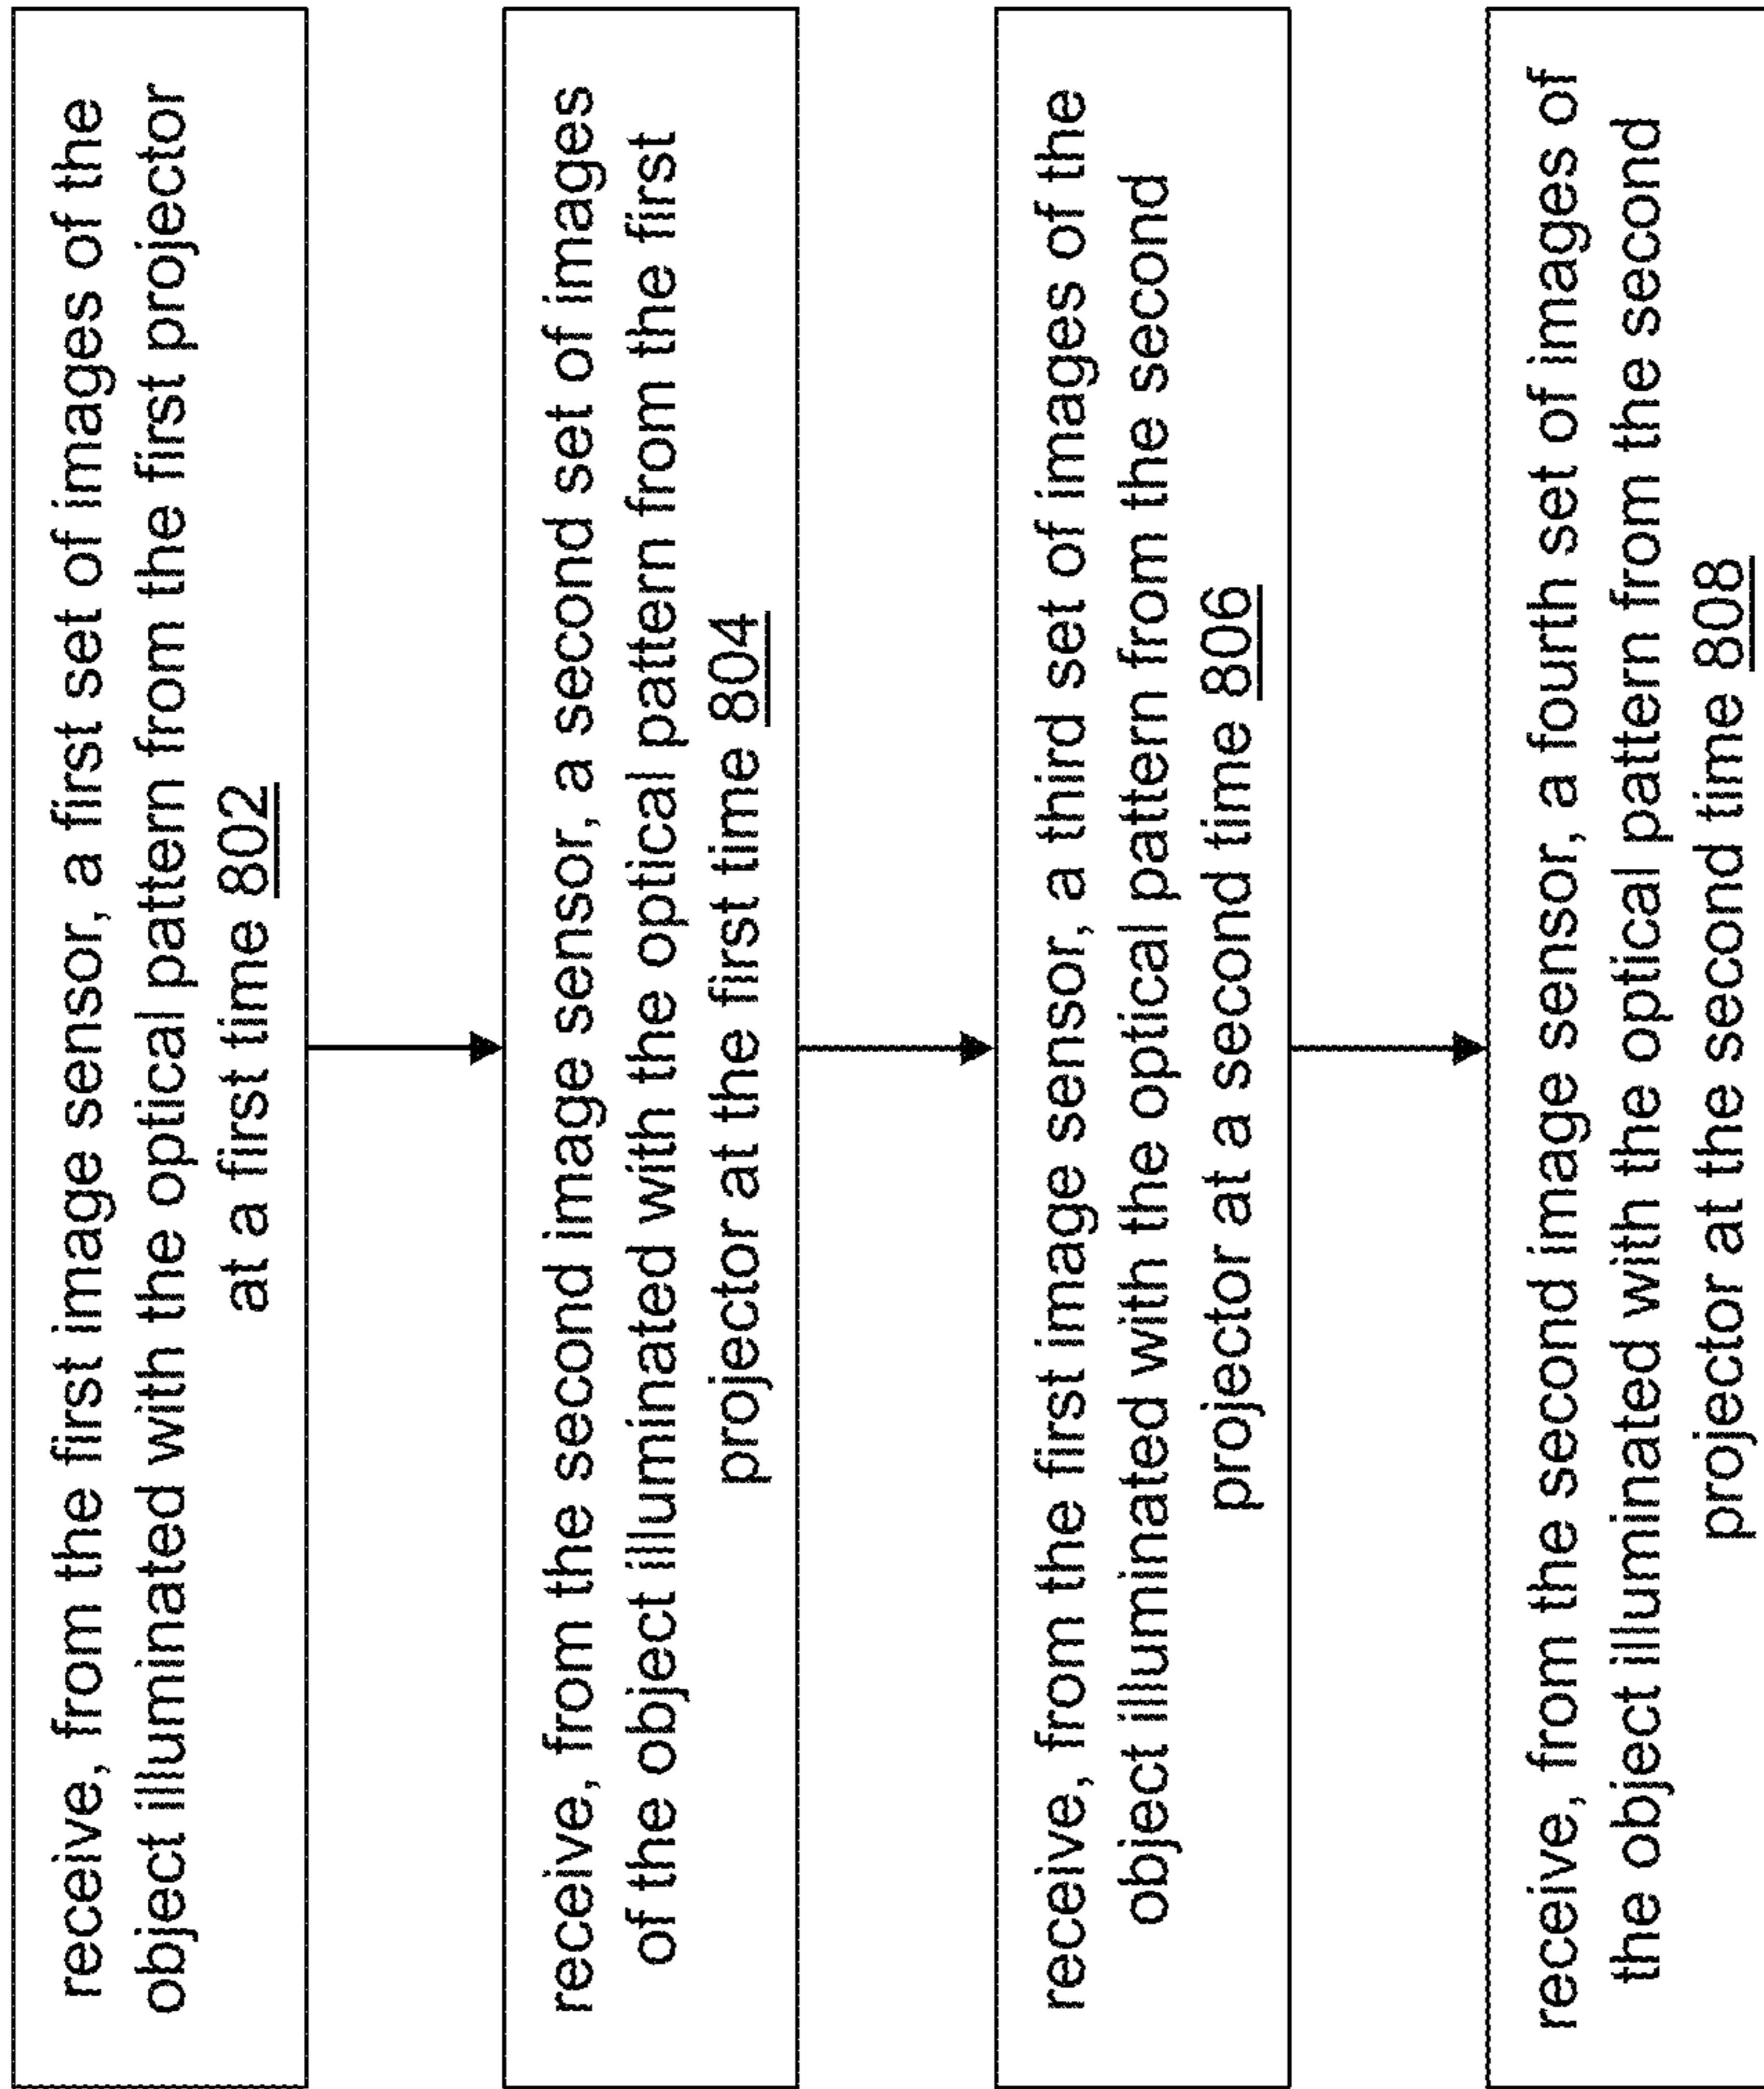 receive, from the first image sensor, a first set of images of the
object illuminated with the optical pattern from the first projector
at a first time 802
receive, from the second image sensor, a second set of images
of the object illuminated with the optical pattern from the first
projector at the first time 804
receive, from the first image sensor, a third set of images of the
object illuminated with the optical pattern from the second
projector at a second time 806
receive, from the second image sensor, a fourth set of images of
the object illuminated with the optical pattern from the second
projector at the second time 808